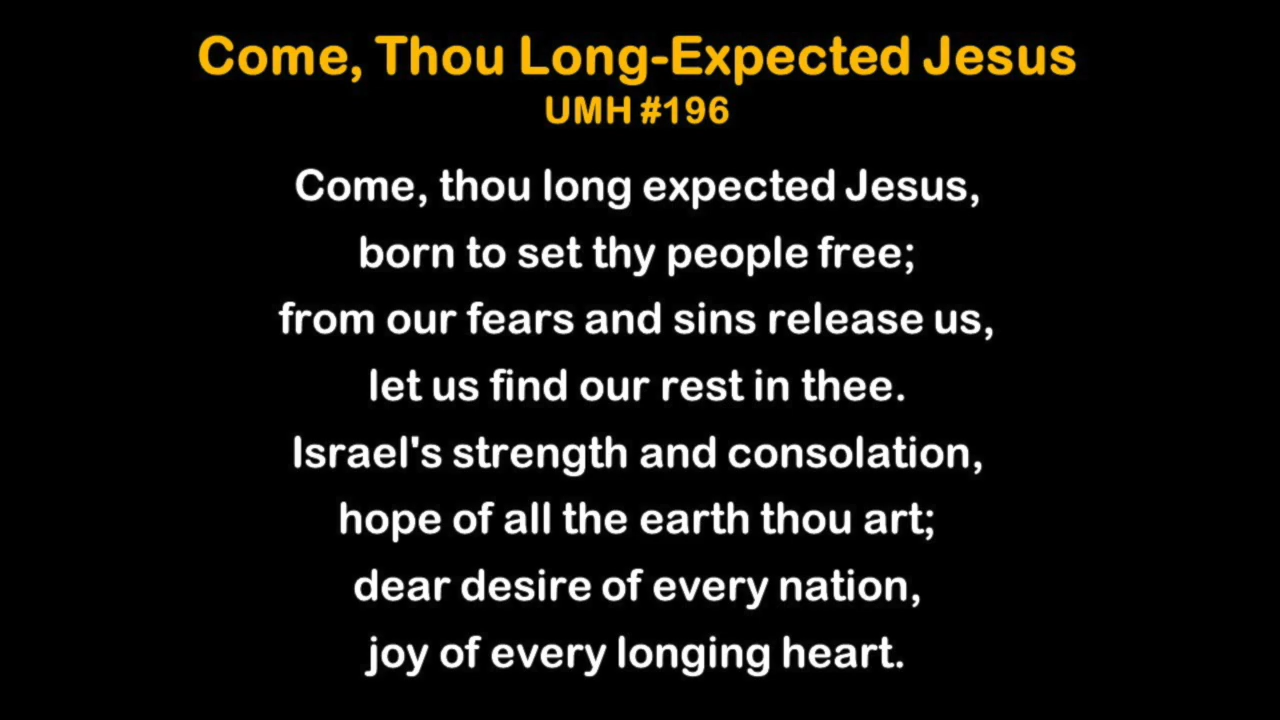 Come, Thou Long-Expected Jesus
UMH #196
Come, thou long expected Jesus,
born to set thy people free;
from our fears and sins release us,
let us find our rest in thee.
Israel's strength and consolation,
hope of all the earth thou art;
dear desire of every nation,
joy of every longing heart.